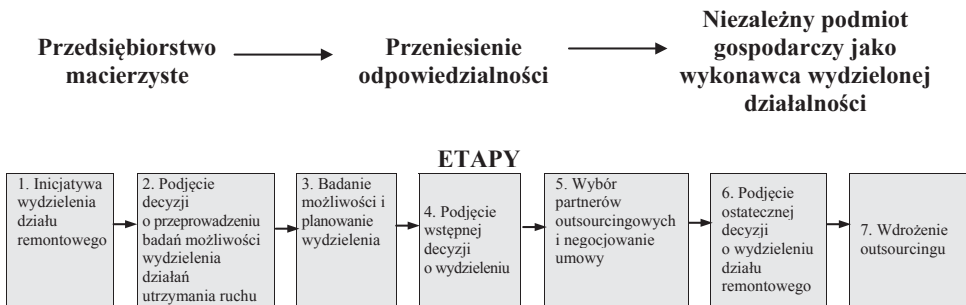 Przedsiębiorstwo
macierzyste
Przeniesienie
odpowiedzialności
Niezależny podmiot
gospodarczy jako
wykonawca wydzielonej
działalności
ETAPY
1. Inicjatywa
wydzielenia
działu
remontowego
2. Podjęcie
decyzji
o przeprowadzeniu
badań możliwości
wydzielenia
działań
utrzymania ruchu
3. Badanie
możliwości i
planowanie
wydzielenia
4. Podjęcie
wstępnej
decyzji
o wydzieleniu
5. Wybór
partnerów
outsourcingowych
i negocjowanie
umowy
6. Podjęcie
ostatecznej
decyzji
o wydzieleniu
działu
remontowego
7. Wdrożenie
outsourcingu